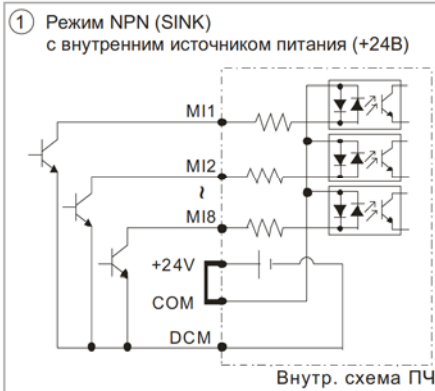 1 Режим NPN (SINK)
с внутренним источником питания (+24В)
MI1
MI2
~
MI8
+24V
COM
DCM
Внутр. схема ПЧ